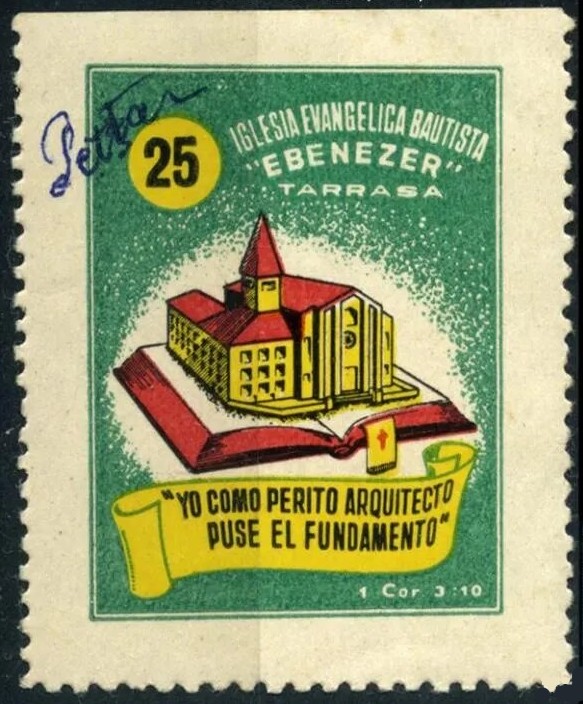 25
IGLESIA EVANGELICA BAUTISTA
"EBENEZER"
TARRASA
"YO COMO PERITO ARQUITECTO
PUSE EL FUNDAMENTO"
1 Cor 3:10